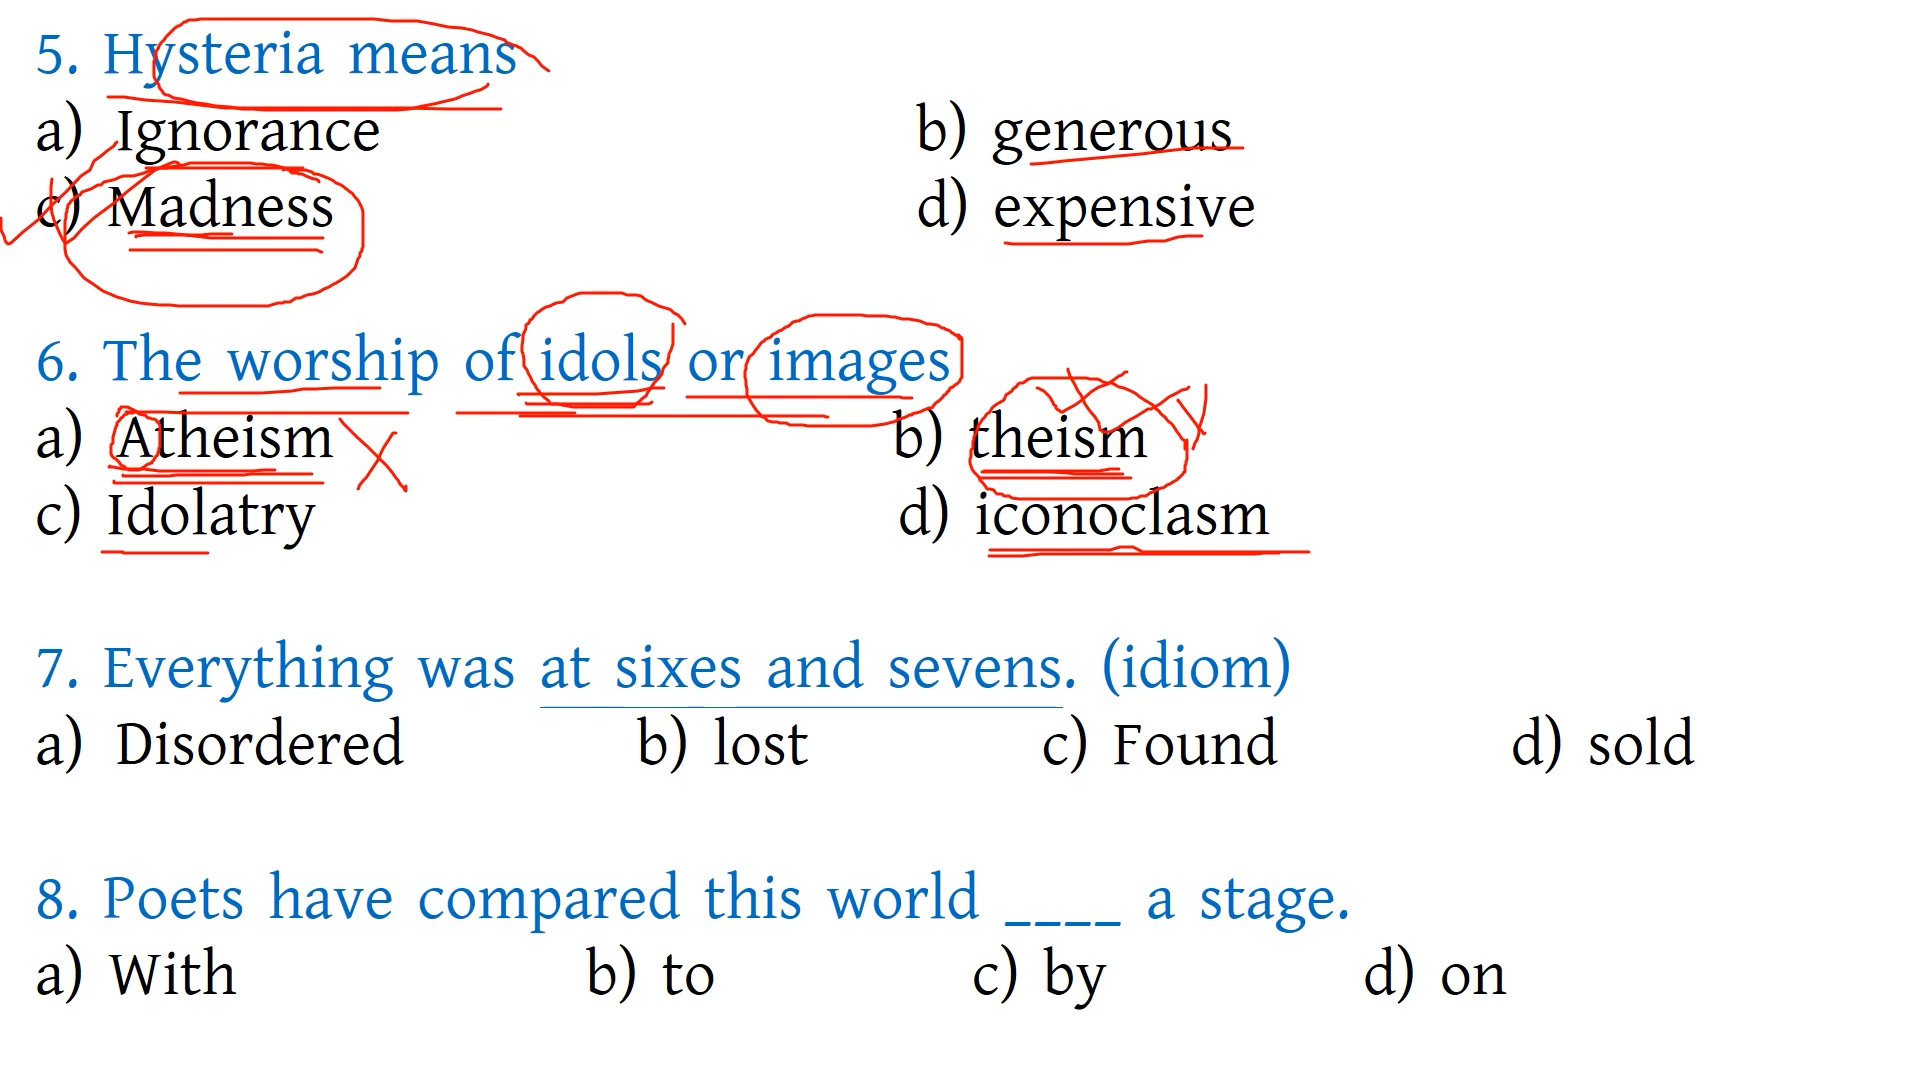 5. Hysteria means
a) Ignorance b) generous
c) Madness d) expensive
6. The worship of idols or images
a) Atheism b) theism
c) Idolatry d) iconoclasm
7. Everything was at sixes and sevens. (idiom)
a) Disordered b) lost c) Found d) sold
8. Poets have compared this world ____ a stage.
a) With b) to c) by d) on